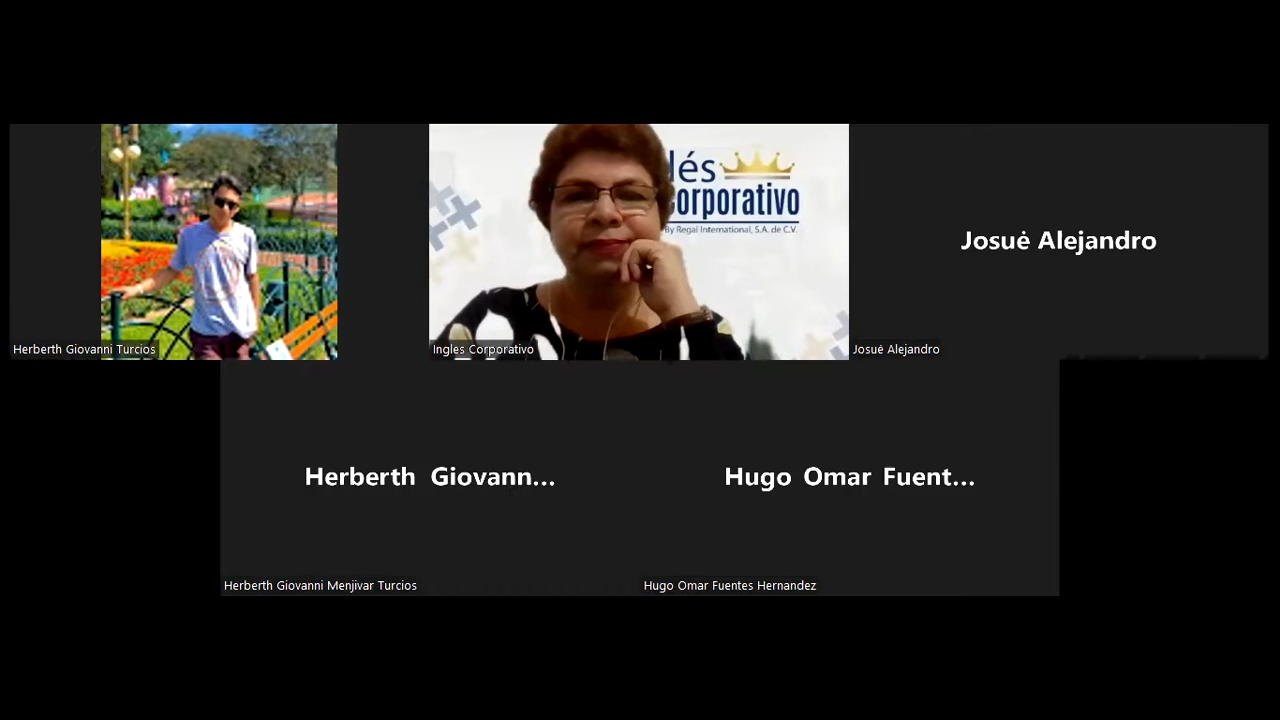 lés
corporativo
By Regal International, S.A. de C.V.
Josué Alejandro
Herberth Giovanni Turcios
Ingles Corporativo
Josué Alejandro
Herberth Giovann...
Hugo Omar Fuent...
Herberth Giovanni Menjivar Turcios
Hugo Omar Fuentes Hernandez